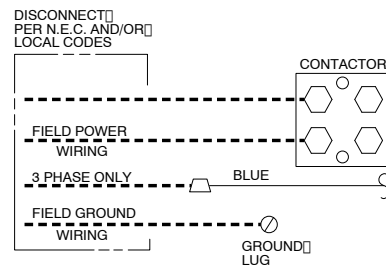 DISCONNECT
PER N.E.C. AND/OR
LOCAL CODES
CONTACTOR
FIELD POWER
WIRING
3 PHASE ONLY
BLUE
FIELD GROUND
WIRING
GROUND
LUG